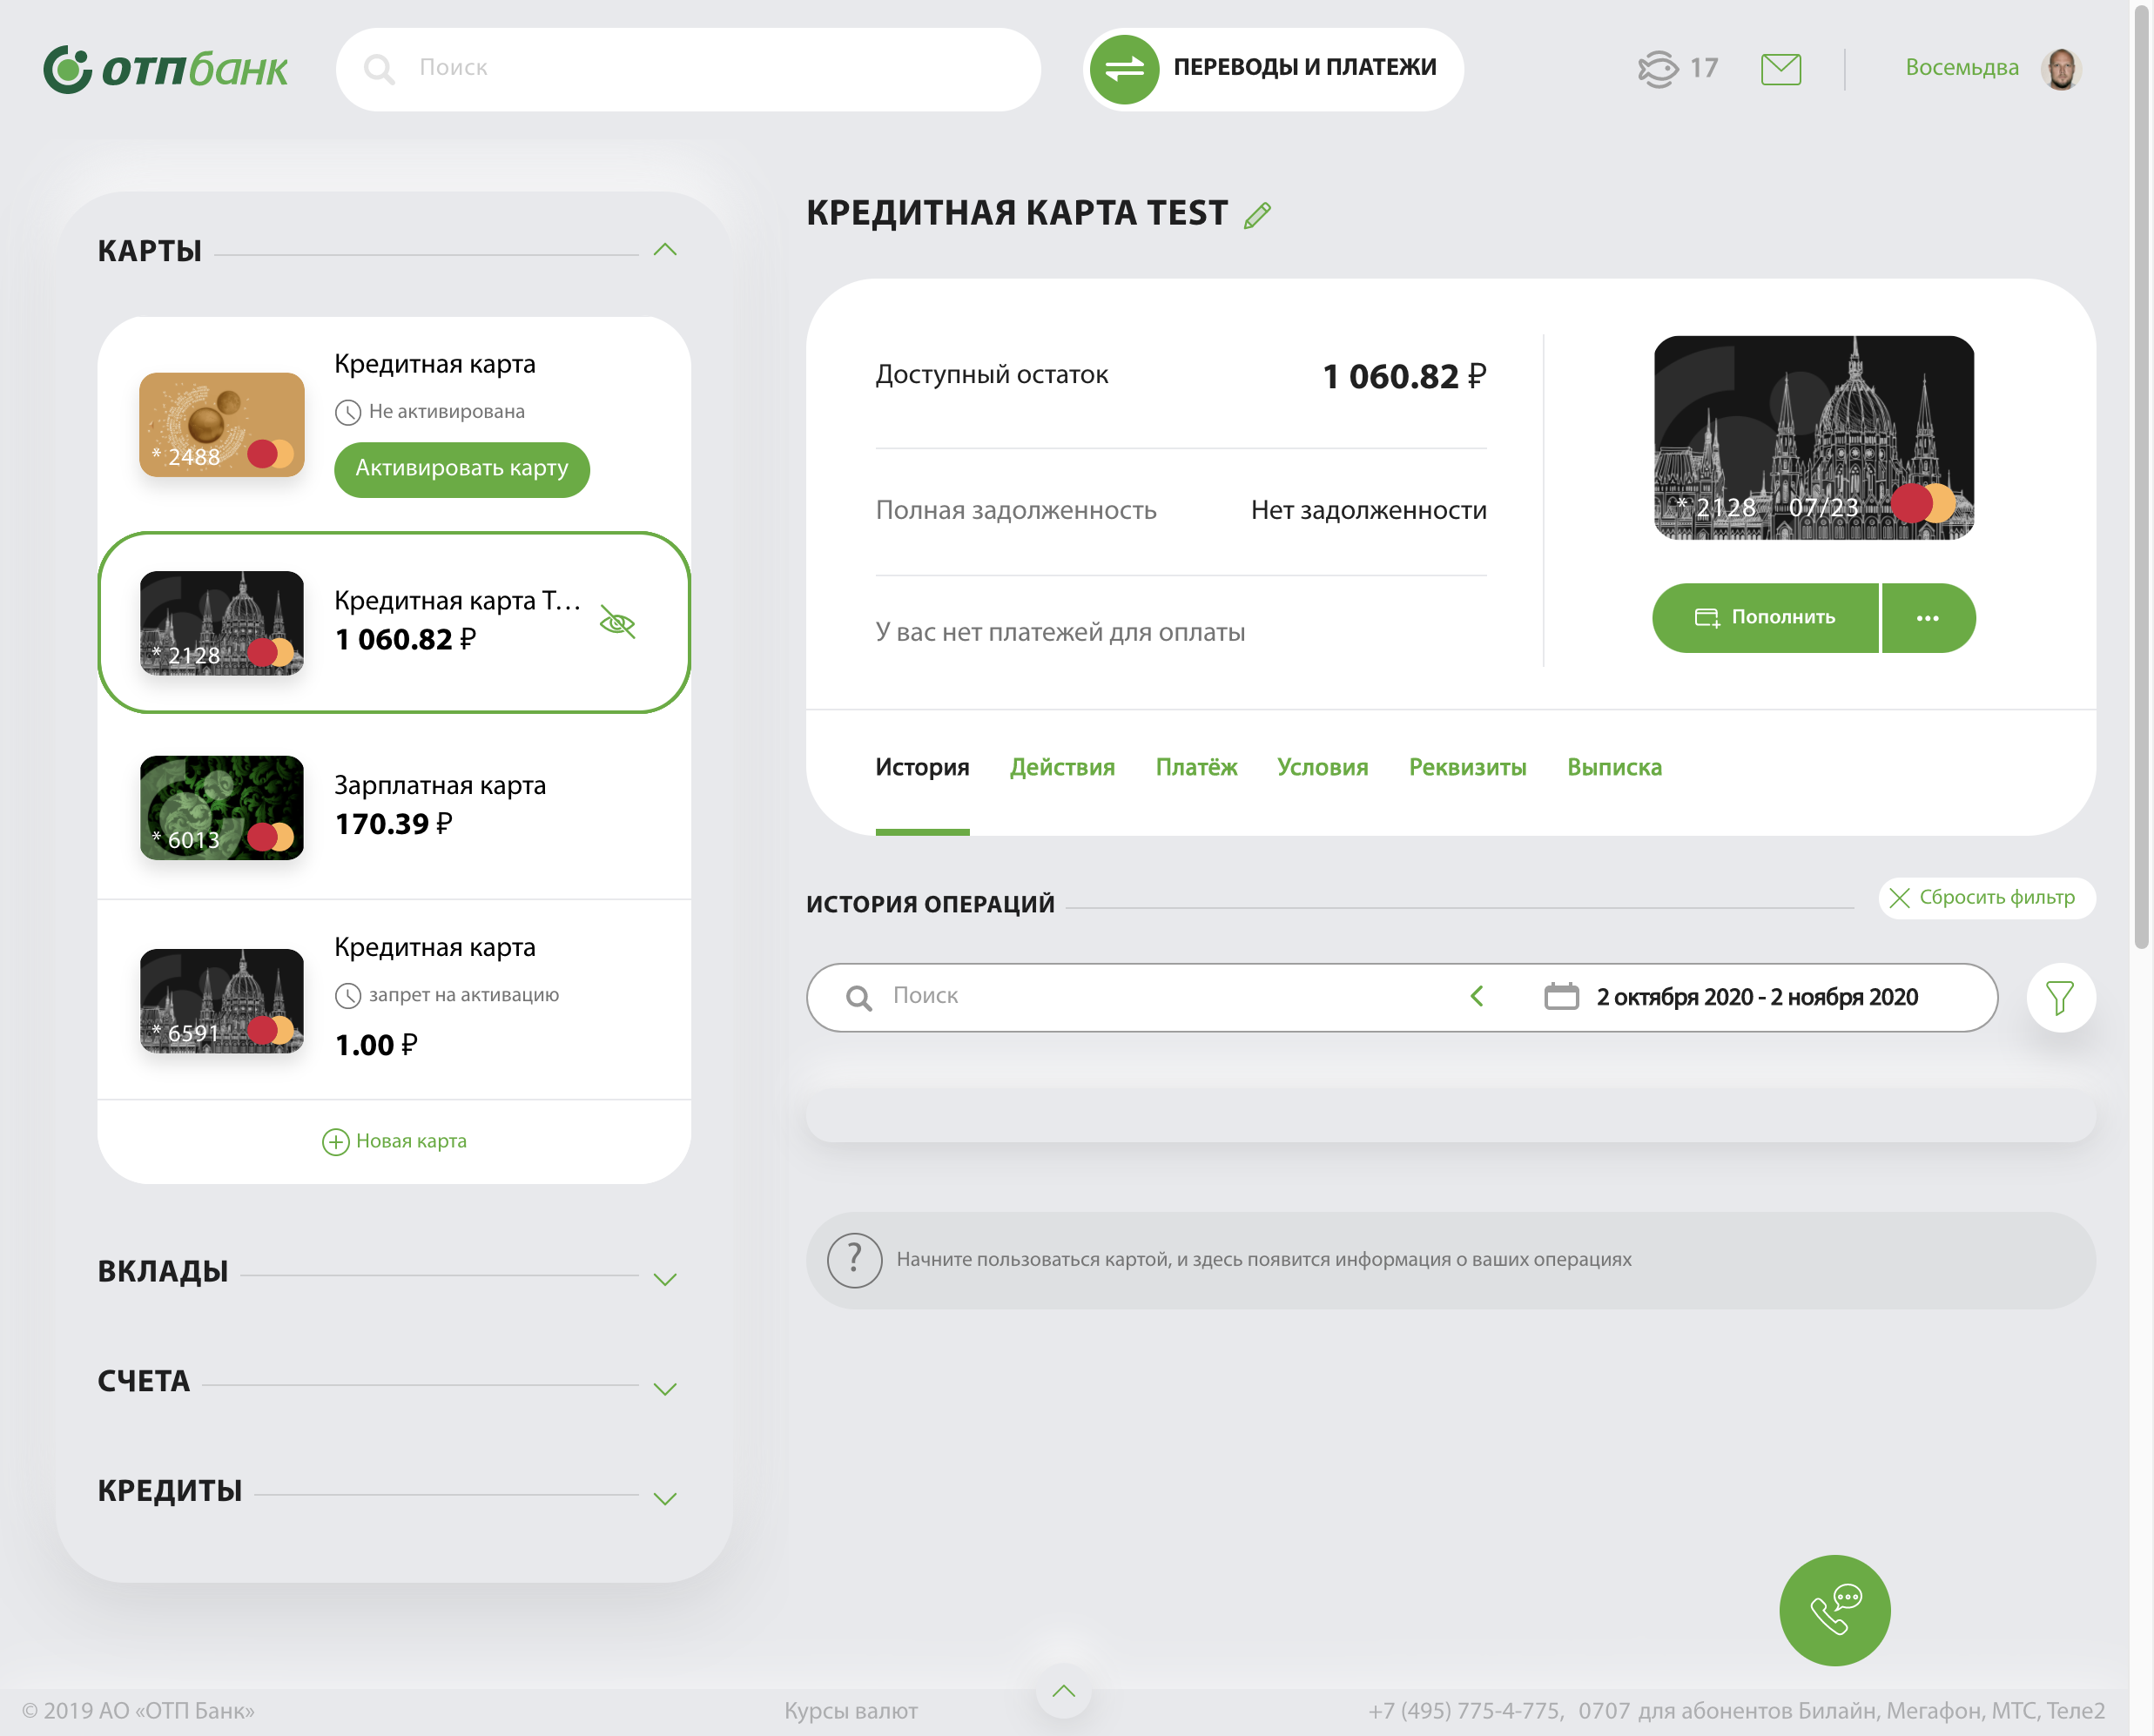 ОТПбанк
Поиск
ПЕРЕВОДЫ И ПЛАТЕЖИ
17
Восемьдва
КАРТЫ
* 2488
Кредитная карта
Не активирована
Активировать карту
* 2128
Кредитная карта Т...
1 060.82 ₽
* 6013
Зарплатная карта
170.39 ₽
* 6591
Кредитная карта
запрет на активацию
1.00 ₽
Новая карта
ВКЛАДЫ
СЧЕТА
КРЕДИТЫ
КРЕДИТНАЯ КАРТА TEST
Доступный остаток 1 060.82 ₽
Полная задолженность Нет задолженности
У вас нет платежей для оплаты
* 2128 07/23
Пополнить
История Действия Платёж Условия Реквизиты Выписка
ИСТОРИЯ ОПЕРАЦИЙ
Сбросить фильтр
Поиск
2 октября 2020 - 2 ноября 2020
? Начните пользоваться картой, и здесь появится информация о ваших операциях
© 2019 АО «ОТП Банк»
Курсы валют
+7 (495) 775-4-775, 0707 для абонентов Билайн, Мегафон, МТС, Теле2